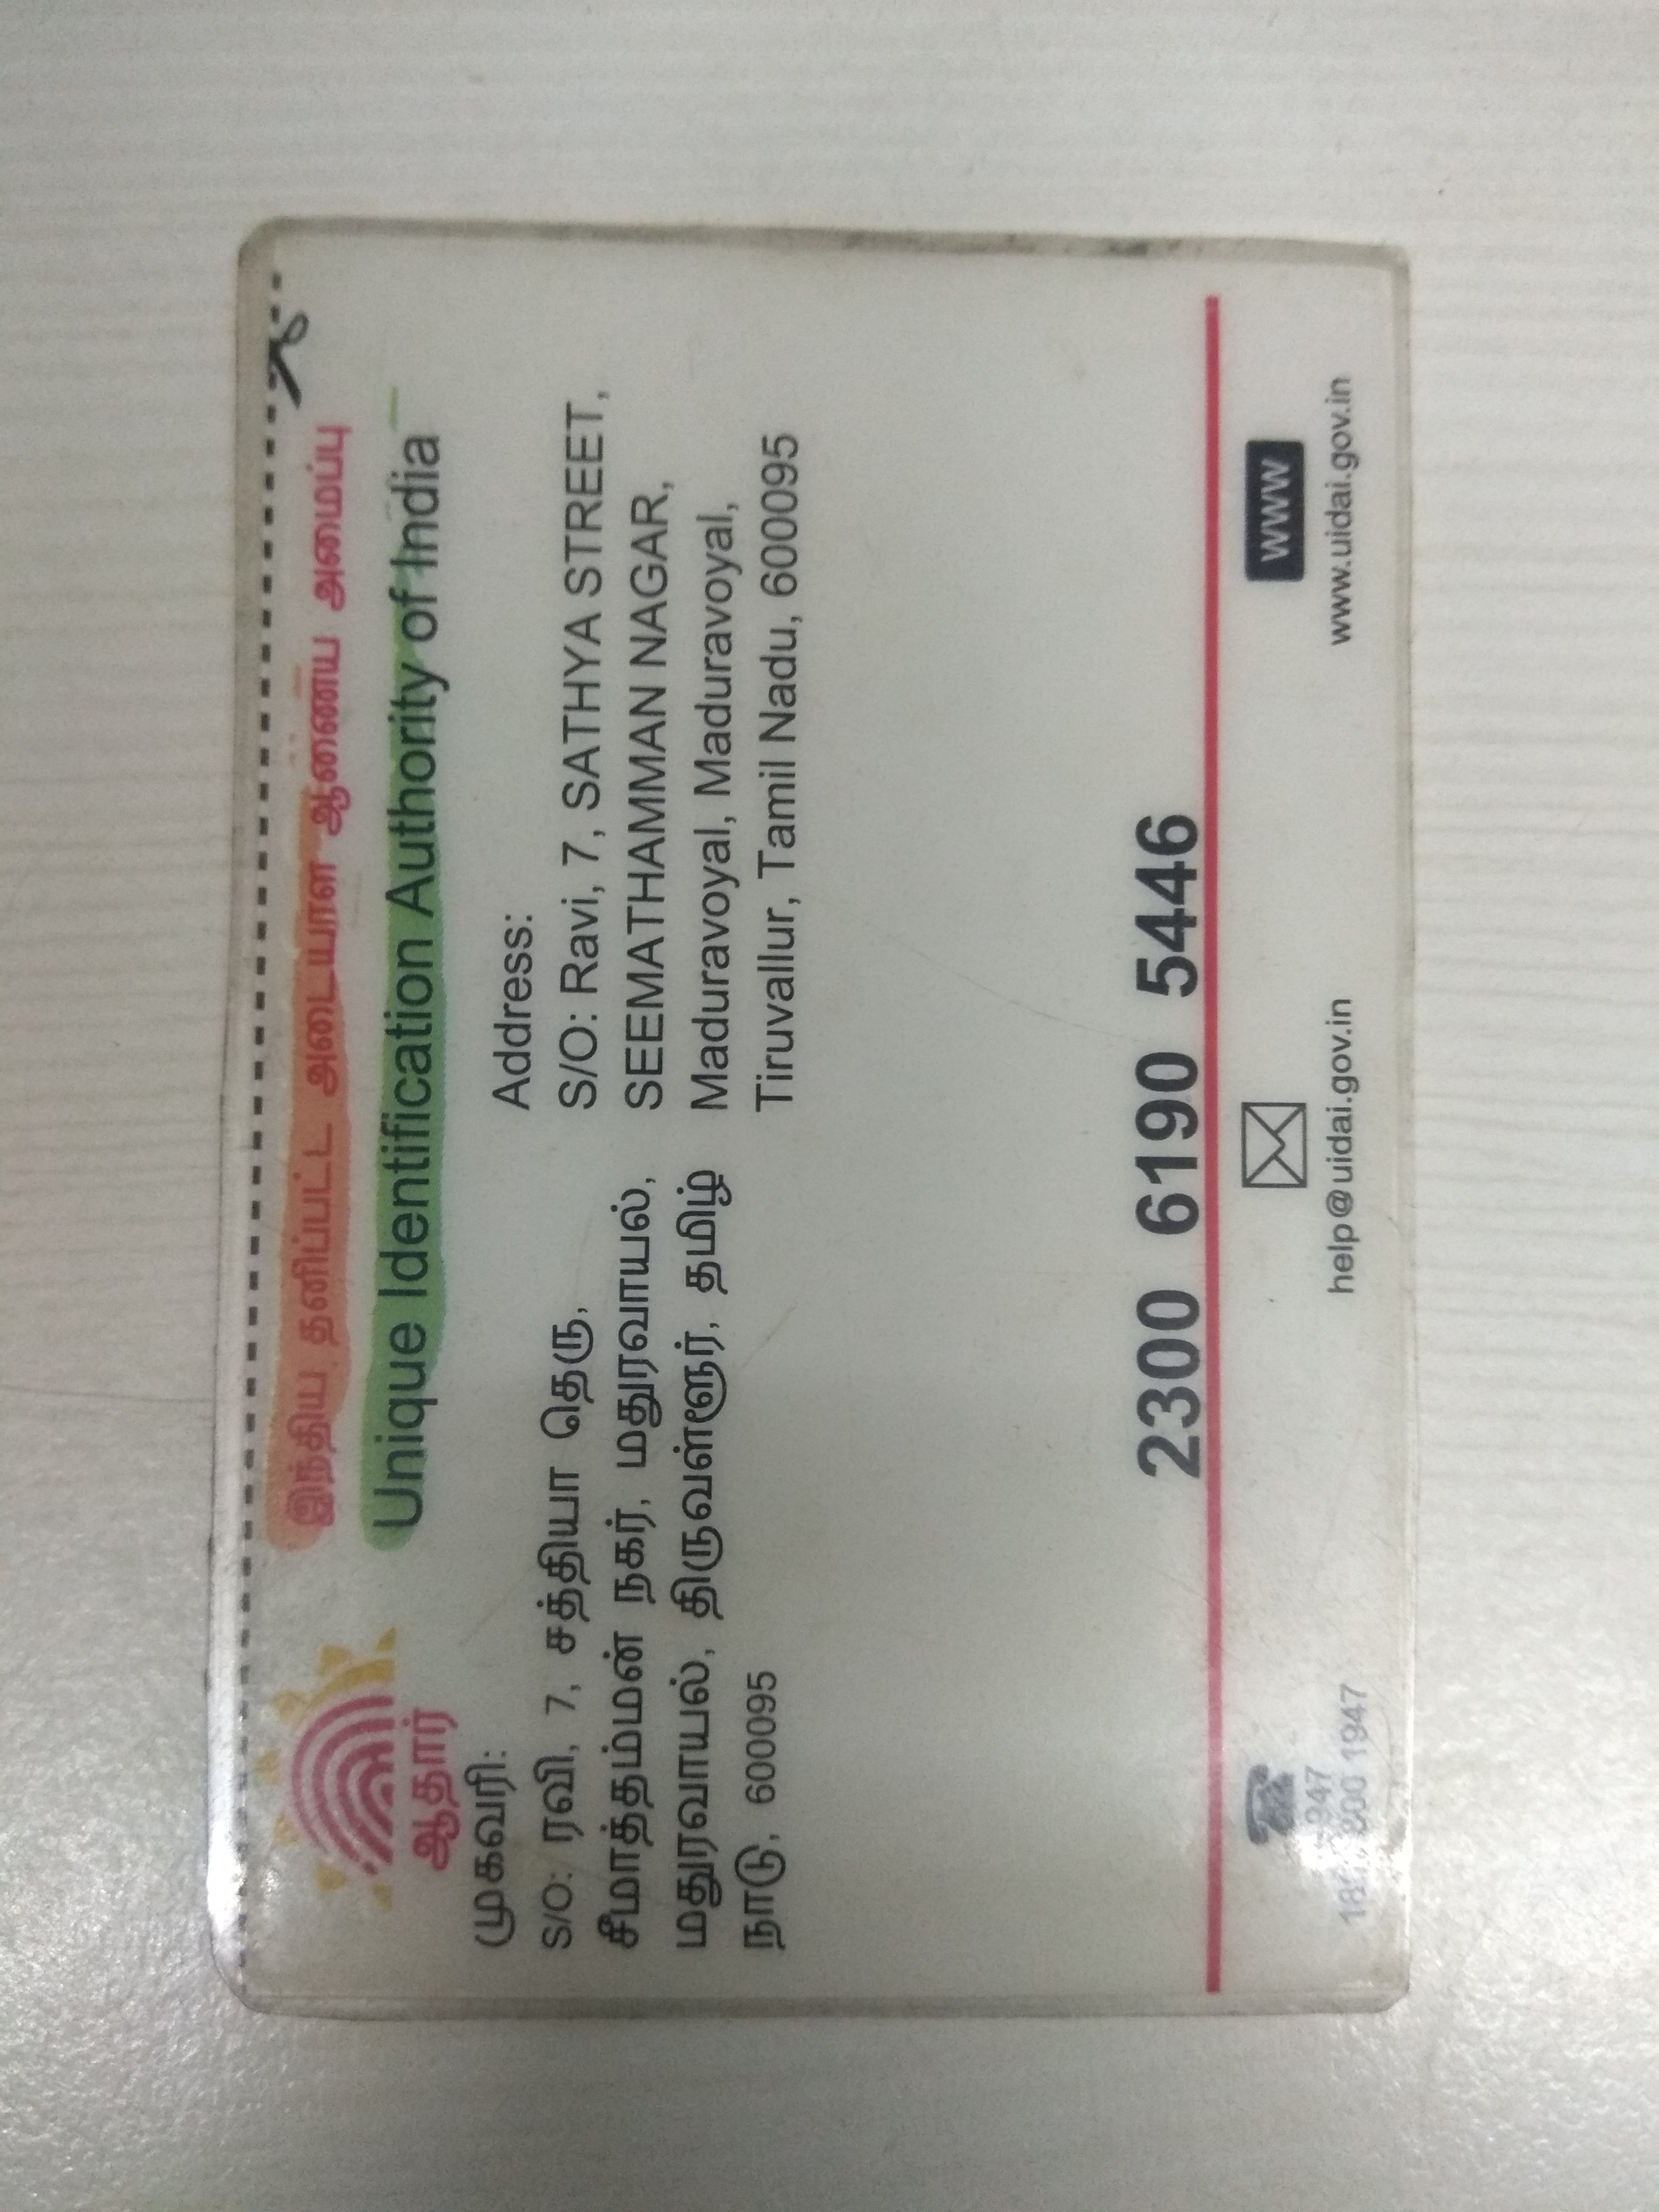 இந்திய தனிப்பட்ட அடையாள ஆணைய அமைப்பு
Unique Identification Authority of India
ஆதார்
முகவரி:
S/O: ரவி, 7, சத்தியா தெரு,
சீமாத்தம்மன் நகர், மதுரவாயல்,
மதுரவாயல், திருவள்ளூர், தமிழ்
நாடு, 600095
Address:
S/O: Ravi, 7, SATHYA STREET,
SEEMATHAMMAN NAGAR,
Maduravoyal, Maduravoyal,
Tiruvallur, Tamil Nadu, 600095
2300 6190 5446
1947
help@uidai.gov.in
WWW
www.uidai.gov.in